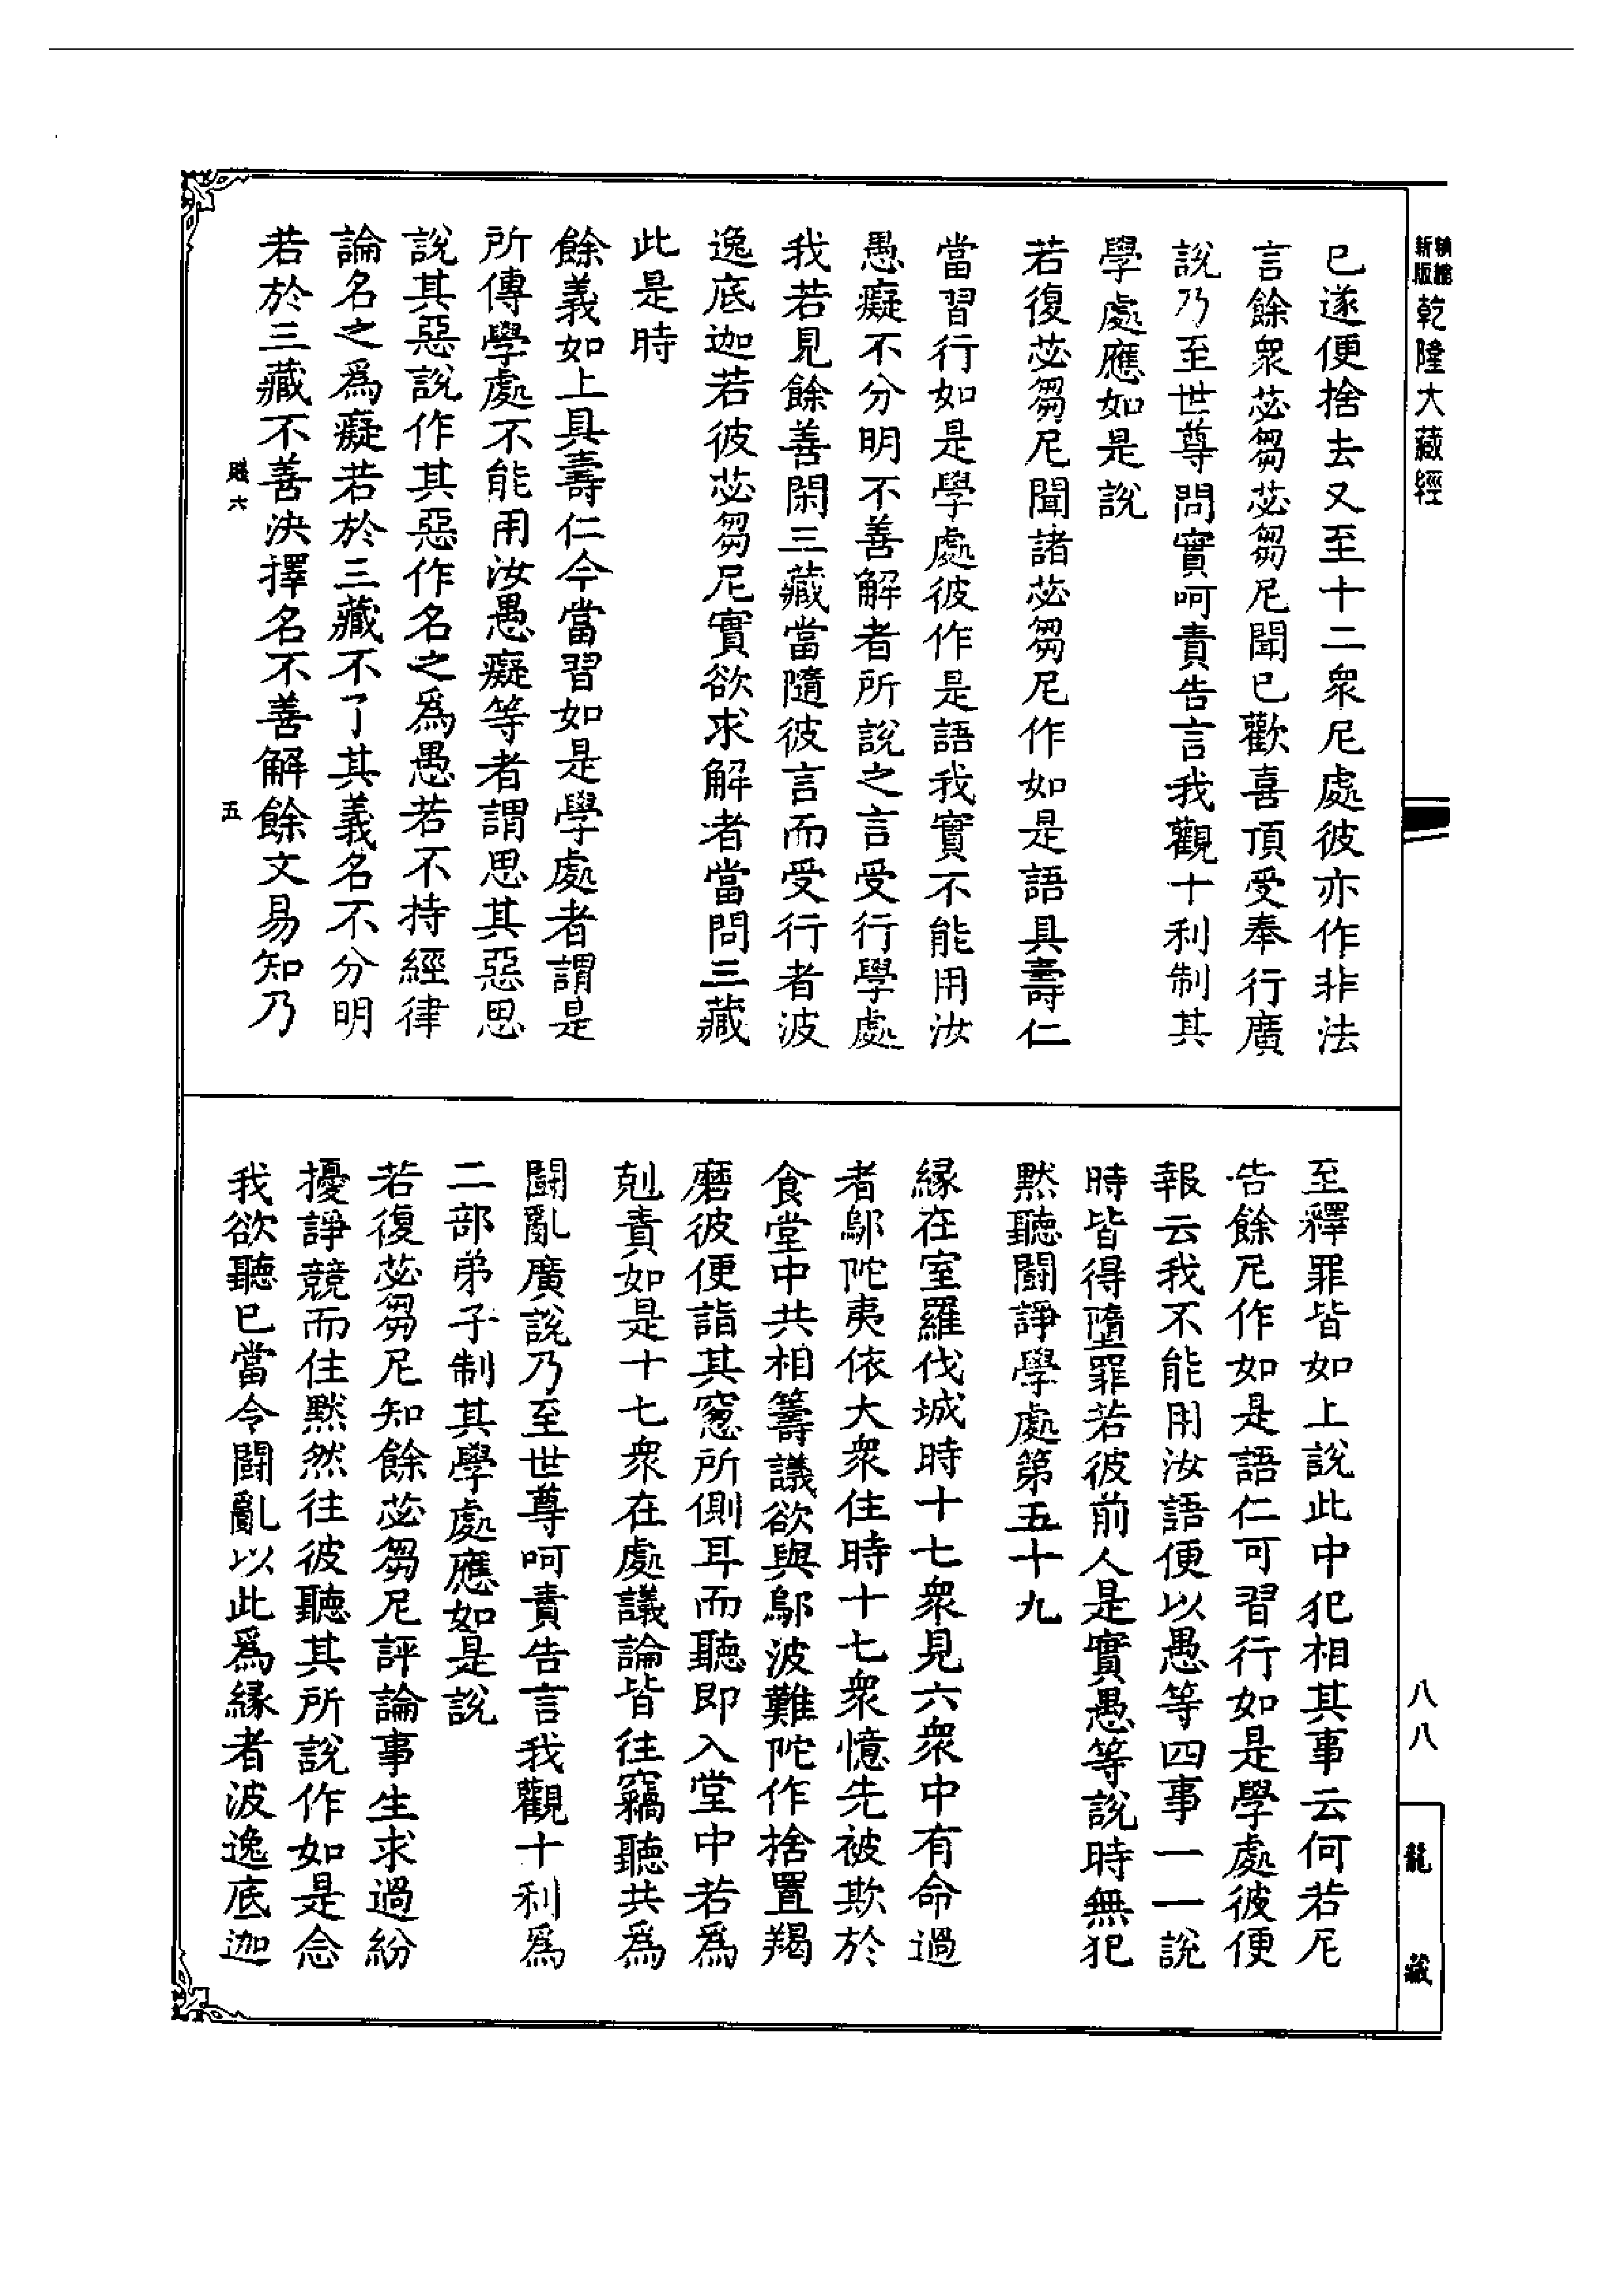 新版精縮乾隆大藏經
已遂便捨去又至十二衆尼處彼亦作非法
言餘衆苾芻苾芻尼聞已歡喜頂受奉行廣
說乃至世尊問實呵責告言我觀十利制其
學處應如是說
若復苾芻尼聞諸苾芻尼作如是語具壽仁
當習行如是學處彼作是語我實不能用汝
愚癡不分明不善解者所說之言受行學處
我若見餘善閑三藏當隨彼言而受行者波
逸底迦若彼苾芻尼實欲求解者當問三藏
此是時
餘義如上具壽仁今當習如是學處者謂是
所傳學處不能用汝愚癡等者謂思其惡思
說其惡說作其惡作名之爲愚若不持經律
論名之爲癡若於三藏不了其義名不分明
若於三藏不善決擇名不善解餘文易知乃
六
五
至釋罪皆如上說此中犯相其事云何若尼
告餘尼作如是語仁可習行如是學處彼便
報云我不能用汝語便以愚等四事一一說
時皆得墮罪若彼前人是實愚等說時無犯
默聽鬭諍學處第五十九
緣在室羅伐城時十七衆見六衆中有命過
者鄔陀夷依大衆住時十七衆憶先被欺於
食堂中共相籌議欲與鄔波難陀作捨置羯
磨彼便詣其窻所側耳而聽即入堂中若爲
剋責如是十七衆在處議論皆往竊聽共爲
鬭亂廣說乃至世尊呵責告言我觀十利爲
二部弟子制其學處應如是說
若復苾芻尼知餘苾芻尼評論事生求過紛
擾諍競而住默然往彼聽其所說作如是念
我欲聽已當令鬭亂以此爲緣者波逸底迦
八八
龍藏